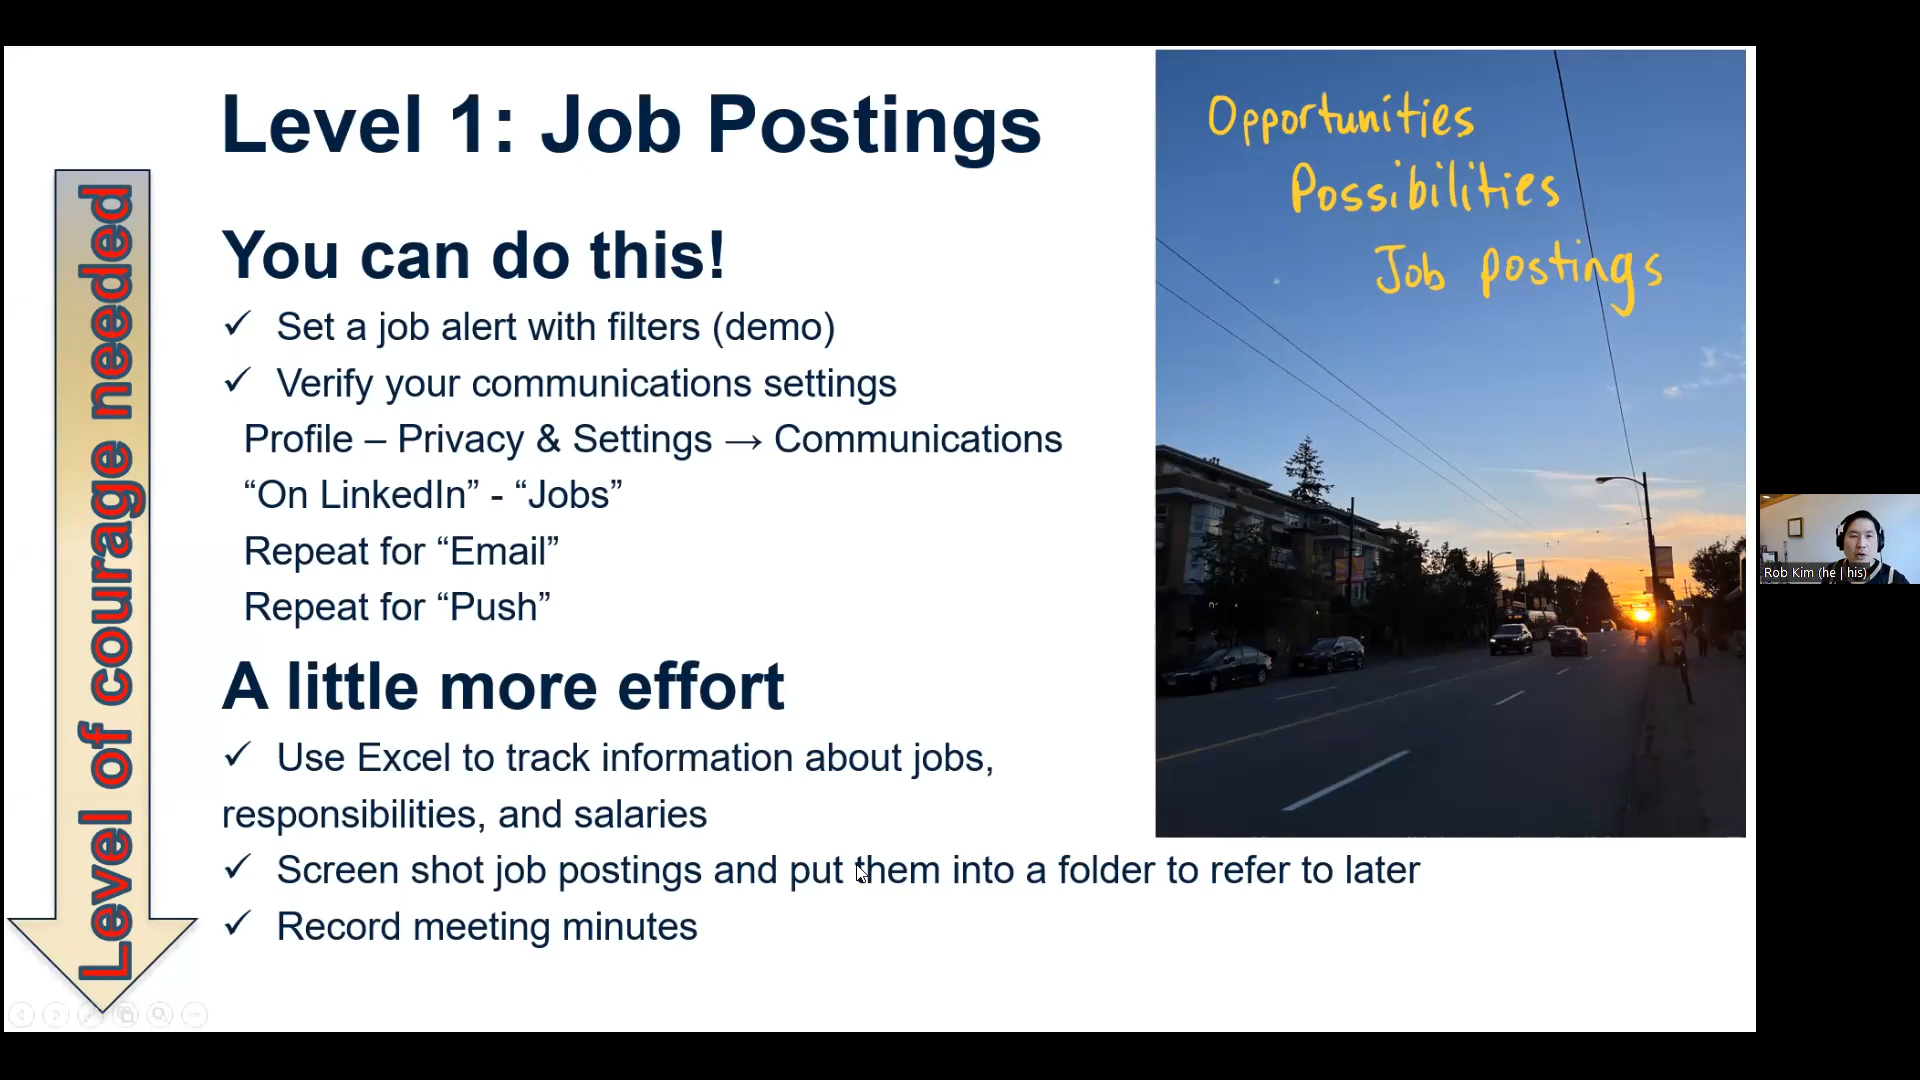 Level 1: Job Postings
Level of courage needed
You can do this!
✓ Set a job alert with filters (demo)
✓ Verify your communications settings
Profile – Privacy & Settings → Communications
“On LinkedIn” - “Jobs”
Repeat for “Email”
Repeat for “Push”
A little more effort
✓ Use Excel to track information about jobs,
responsibilities, and salaries
✓ Screen shot job postings and put them into a folder to refer to later
✓ Record meeting minutes
Opportunities
Possibilities
Job postings
Rob Kim (he | his)